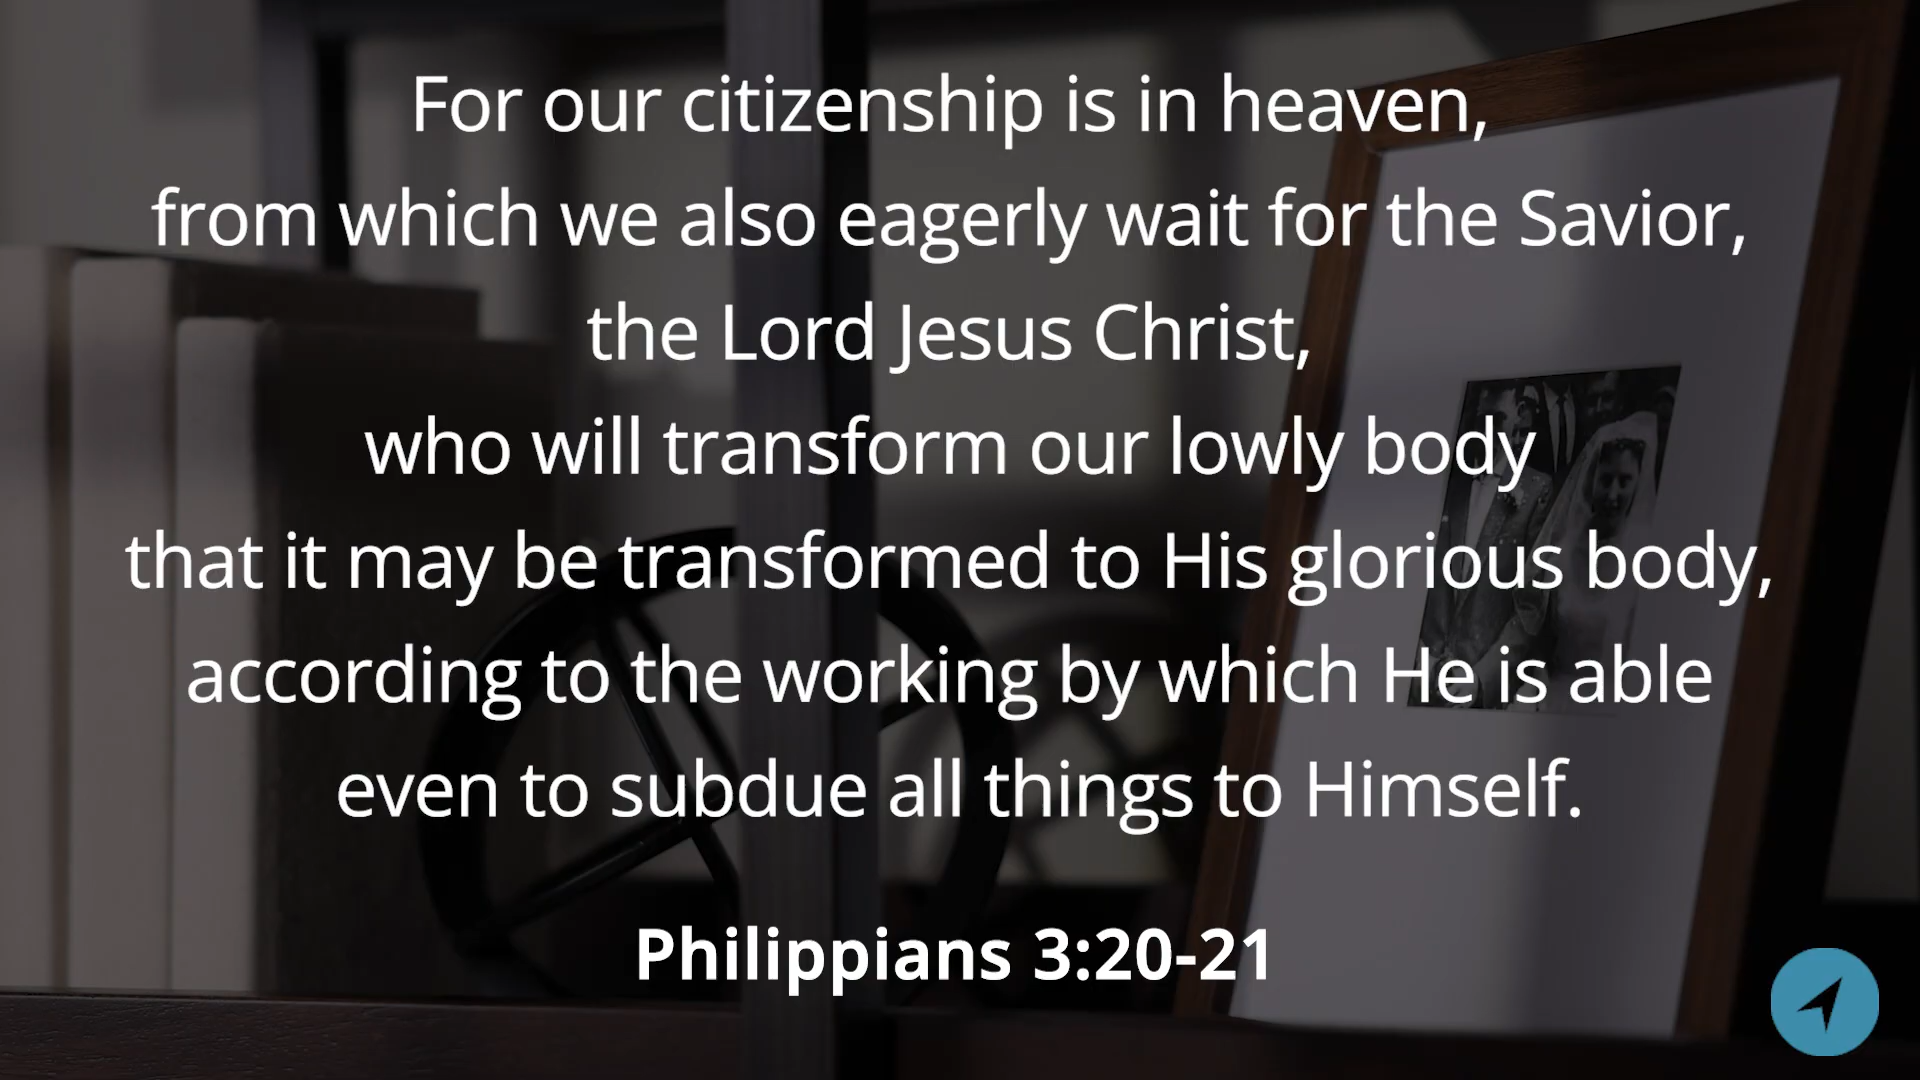 For our citizenship is in heaven,
from which we also eagerly wait for the Savior,
the Lord Jesus Christ,
who will transform our lowly body
that it may be transformed to His glorious body,
according to the working by which He is able
even to subdue all things to Himself.
Philippians 3:20-21